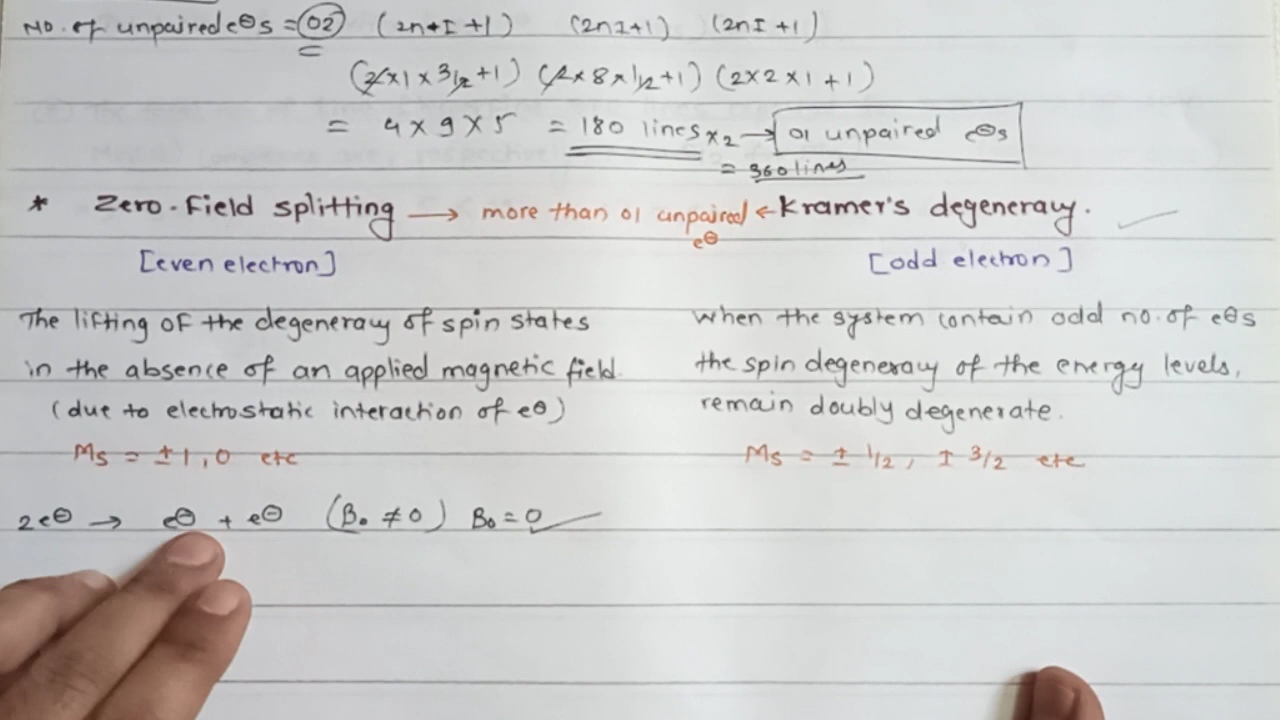 No. of unpaired e⊖s = 02 (2n+I+1) (2nI+1) (2nI+1)
(2×1×3/2+1) (2×8×1/2+1) (2×2×1+1)
= 4×9×5 = 180 lines ×2 → 01 unpaired e⊖s
= 360 lines
* Zero-Field splitting → more than 01 unpaired e⊖ ← Kramer's degeneracy.
[even electron] [odd electron]
The lifting of the degeneracy of spin states
in the absence of an applied magnetic field.
(due to electrostatic interaction of e⊖)
Ms = ±1, 0 etc
When the system contain odd no. of e⊖s
the spin degeneracy of the energy levels,
remain doubly degenerate.
Ms = ± 1/2, ± 3/2 etc
2e⊖ → e⊖ + e⊖ (B₀ ≠ 0) B₀ = 0